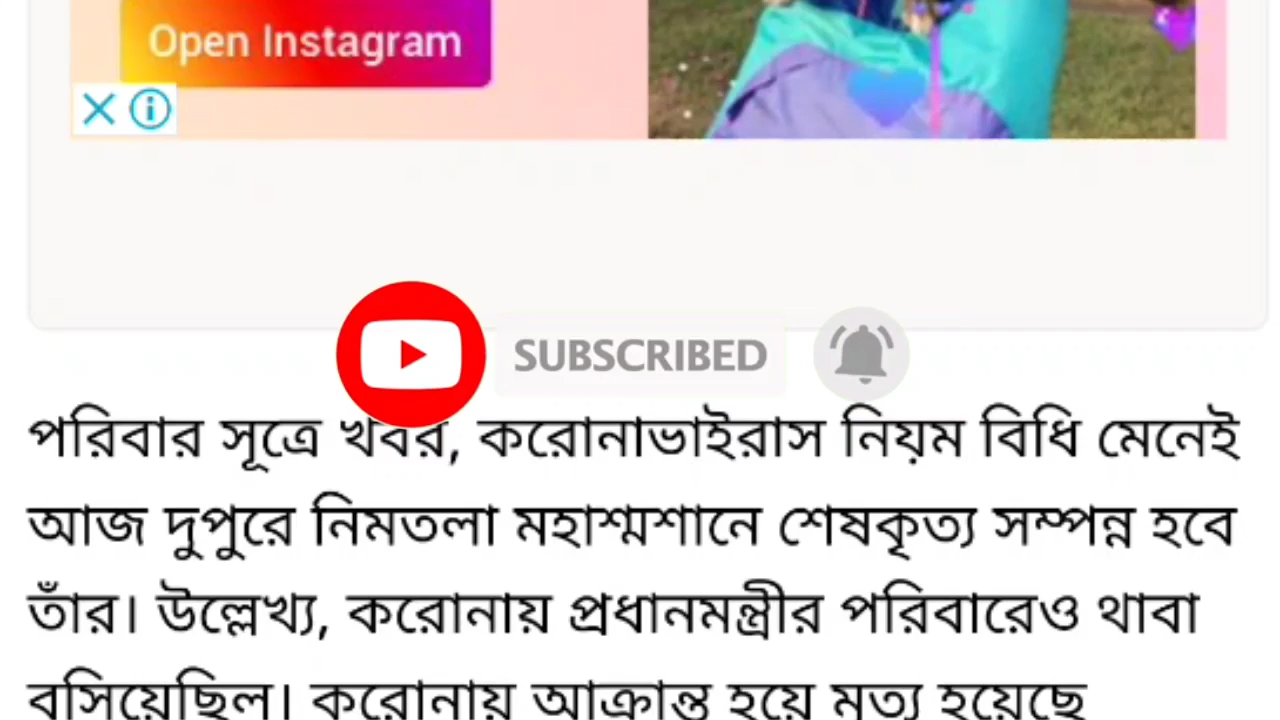 Open Instagram
SUBSCRIBED
পরিবার সূত্রে খবর, করোনাভাইরাস নিয়ম বিধি মেনেই
আজ দুপুরে নিমতলা মহাশ্মশানে শেষকৃত্য সম্পন্ন হবে
তাঁর। উল্লেখ্য, করোনায় প্রধানমন্ত্রীর পরিবারেও থাবা
বসিয়েছিল। করোনায় আক্রান্ত হয়ে মৃত্যু হয়েছে